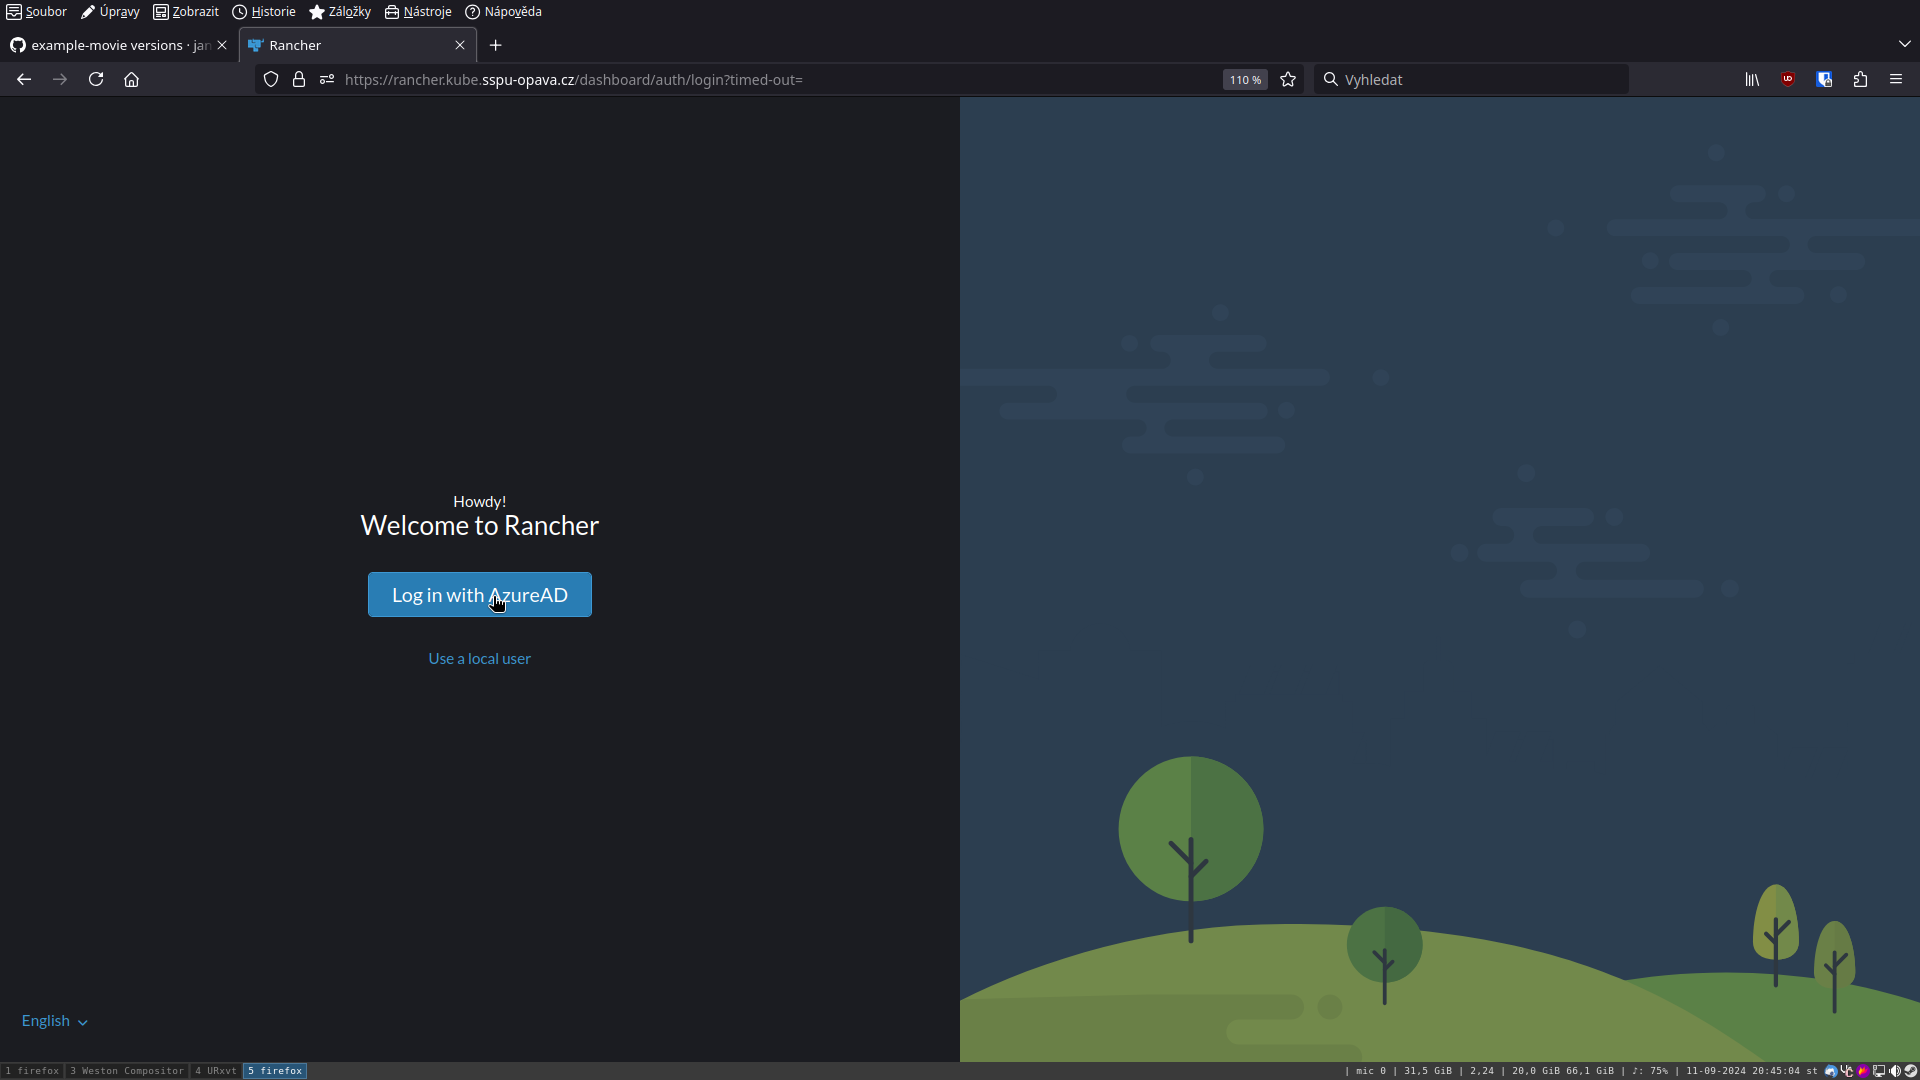 Soubor Úpravy Zobrazit Historie Záložky Nástroje Nápověda
example-movie versions · jan Rancher
https://rancher.kube.sspu-opava.cz/dashboard/auth/login?timed-out= 110 % Vyhledat
Howdy!
Welcome to Rancher
Log in with AzureAD
Use a local user
English
1 firefox 3 Weston Compositor 4 URxvt 5 firefox | mic 0 | 31,5 GiB | 2,24 | 20,0 GiB 66,1 GiB | ♪: 75% | 11-09-2024 20:45:04 st